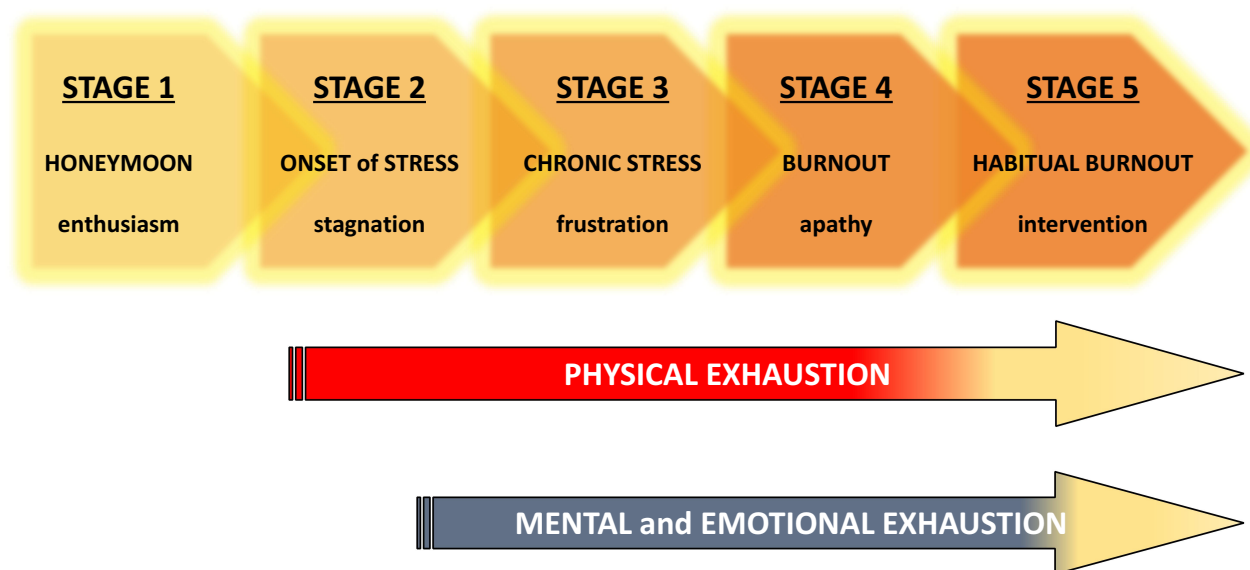 STAGE 1
HONEYMOON
enthusiasm
STAGE 2
ONSET of STRESS
stagnation
STAGE 3
CHRONIC STRESS
frustration
STAGE 4
BURNOUT
apathy
STAGE 5
HABITUAL BURNOUT
intervention
PHYSICAL EXHAUSTION
MENTAL and EMOTIONAL EXHAUSTION